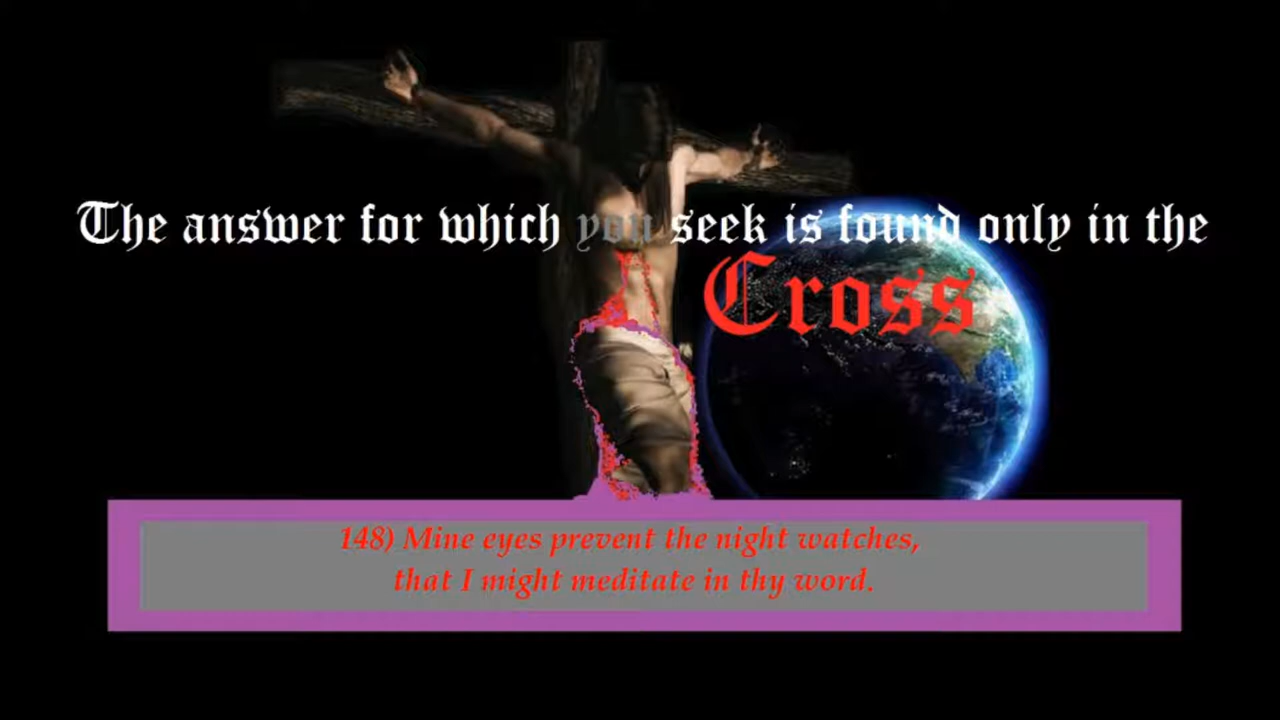 The answer for which you seek is found only in the
Cross
148) Mine eyes prevent the night watches,
that I might meditate in thy word.